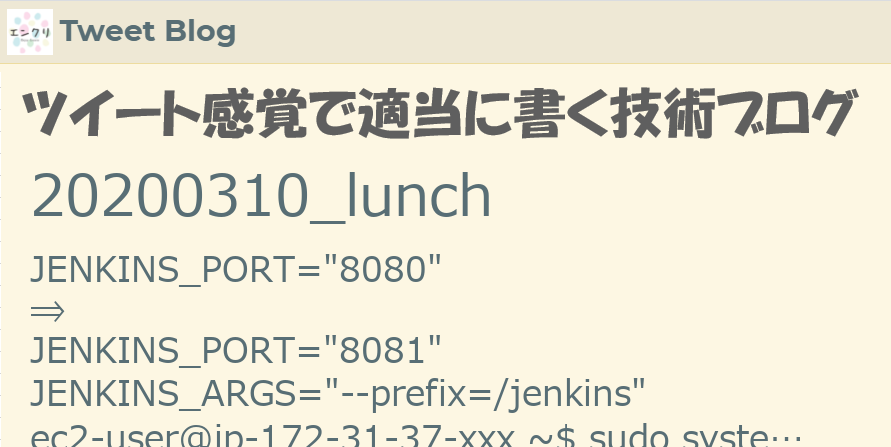 エンクリ Tweet Blog
ツイート感覚で適当に書く技術ブログ
20200310_lunch
JENKINS_PORT="8080"
⇒
JENKINS_PORT="8081"
JENKINS_ARGS="--prefix=/jenkins"
ec2-user@ip-172-31-37-xxx ~$ sudo syste…